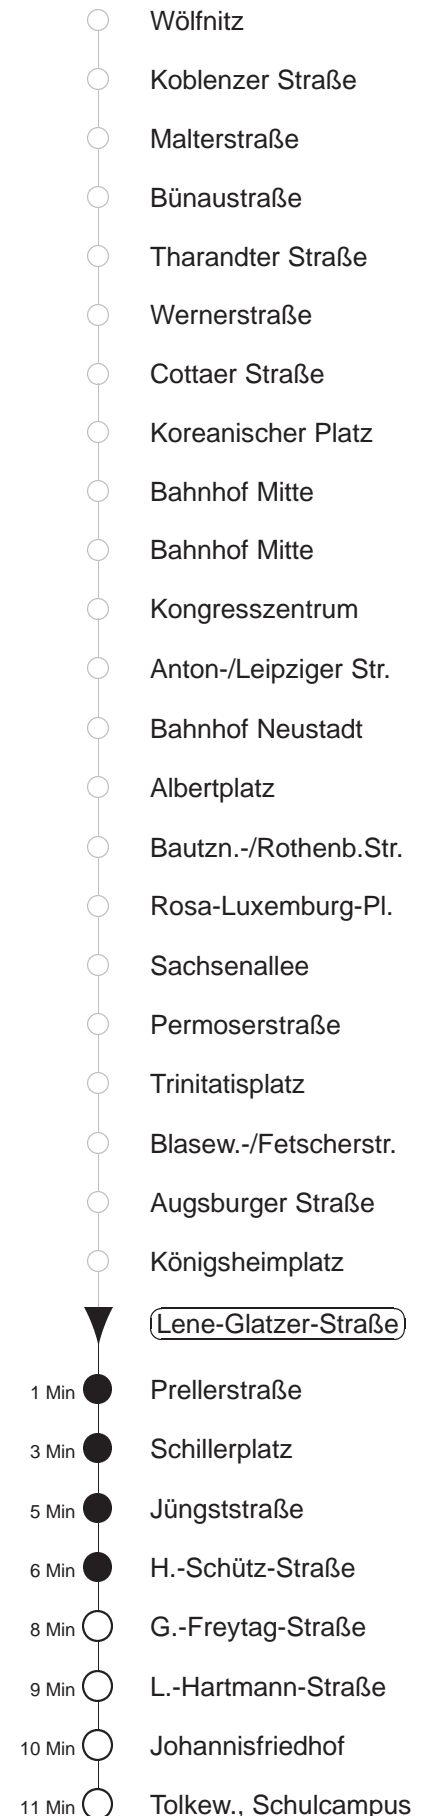 Wölfnitz
Koblenzer Straße
Malterstraße
Bünaustraße
Tharandter Straße
Wernerstraße
Cottaer Straße
Koreanischer Platz
Bahnhof Mitte
Bahnhof Mitte
Kongresszentrum
Anton-/Leipziger Str.
Bahnhof Neustadt
Albertplatz
Bautzn.-/Rothenb.Str.
Rosa-Luxemburg-Pl.
Sachsenallee
Permoserstraße
Trinitatisplatz
Blasew.-/Fetscherstr.
Augsburger Straße
Königsheimplatz
Lene-Glatzer-Straße
1 Min Prellerstraße
3 Min Schillerplatz
5 Min Jüngststraße
6 Min H.-Schütz-Straße
8 Min G.-Freytag-Straße
9 Min L.-Hartmann-Straße
10 Min Johannisfriedhof
11 Min Tolkew., Schulcampus